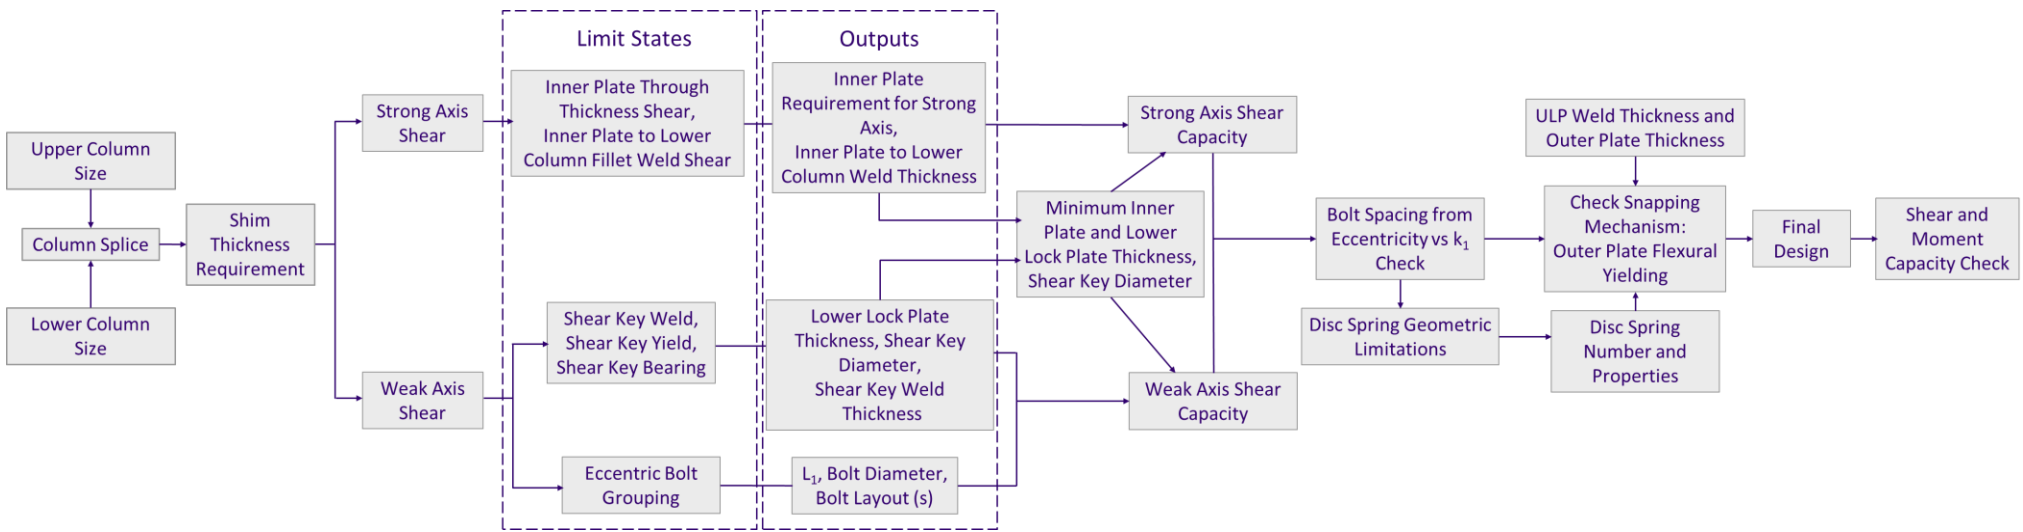 Limit States
Outputs
Upper Column
Size
Column Splice
Lower Column
Size
Shim
Thickness
Requirement
Strong Axis
Shear
Weak Axis
Shear
Inner Plate Through
Thickness Shear,
Inner Plate to Lower
Column Fillet Weld Shear
Shear Key Weld,
Shear Key Yield,
Shear Key Bearing
Eccentric Bolt
Grouping
Inner Plate
Requirement for Strong
Axis,
Inner Plate to Lower
Column Weld Thickness
Lower Lock Plate
Thickness, Shear Key
Diameter,
Shear Key Weld
Thickness
L₁, Bolt Diameter,
Bolt Layout (s)
Minimum Inner
Plate and Lower
Lock Plate Thickness,
Shear Key Diameter
Strong Axis Shear
Capacity
Weak Axis Shear
Capacity
Bolt Spacing from
Eccentricity vs k₁
Check
Disc Spring Geometric
Limitations
ULP Weld Thickness and
Outer Plate Thickness
Check Snapping
Mechanism:
Outer Plate Flexural
Yielding
Disc Spring
Number and
Properties
Final
Design
Shear and
Moment
Capacity Check